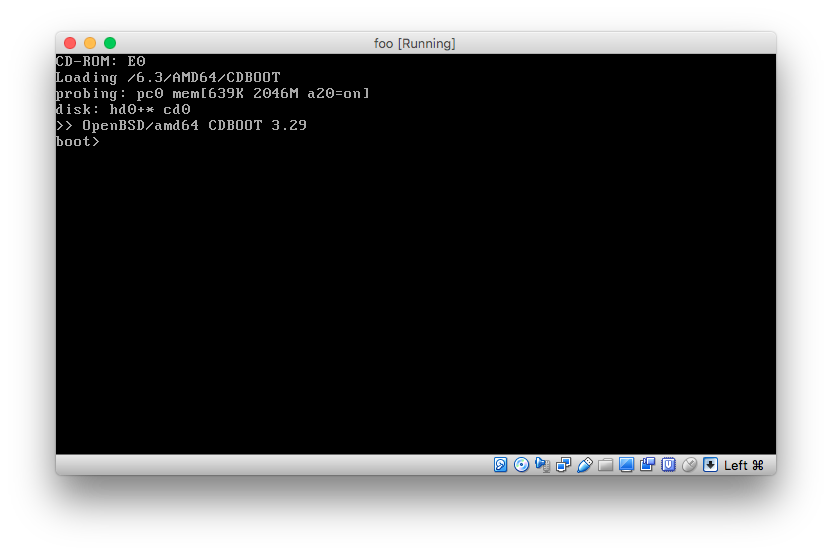 foo [Running]
CD-ROM: E0
Loading /6.3/AMD64/CDBOOT
probing: pc0 mem[639K 2046M a20=on]
disk: hd0+* cd0
>> OpenBSD/amd64 CDBOOT 3.29
boot>
Left ⌘